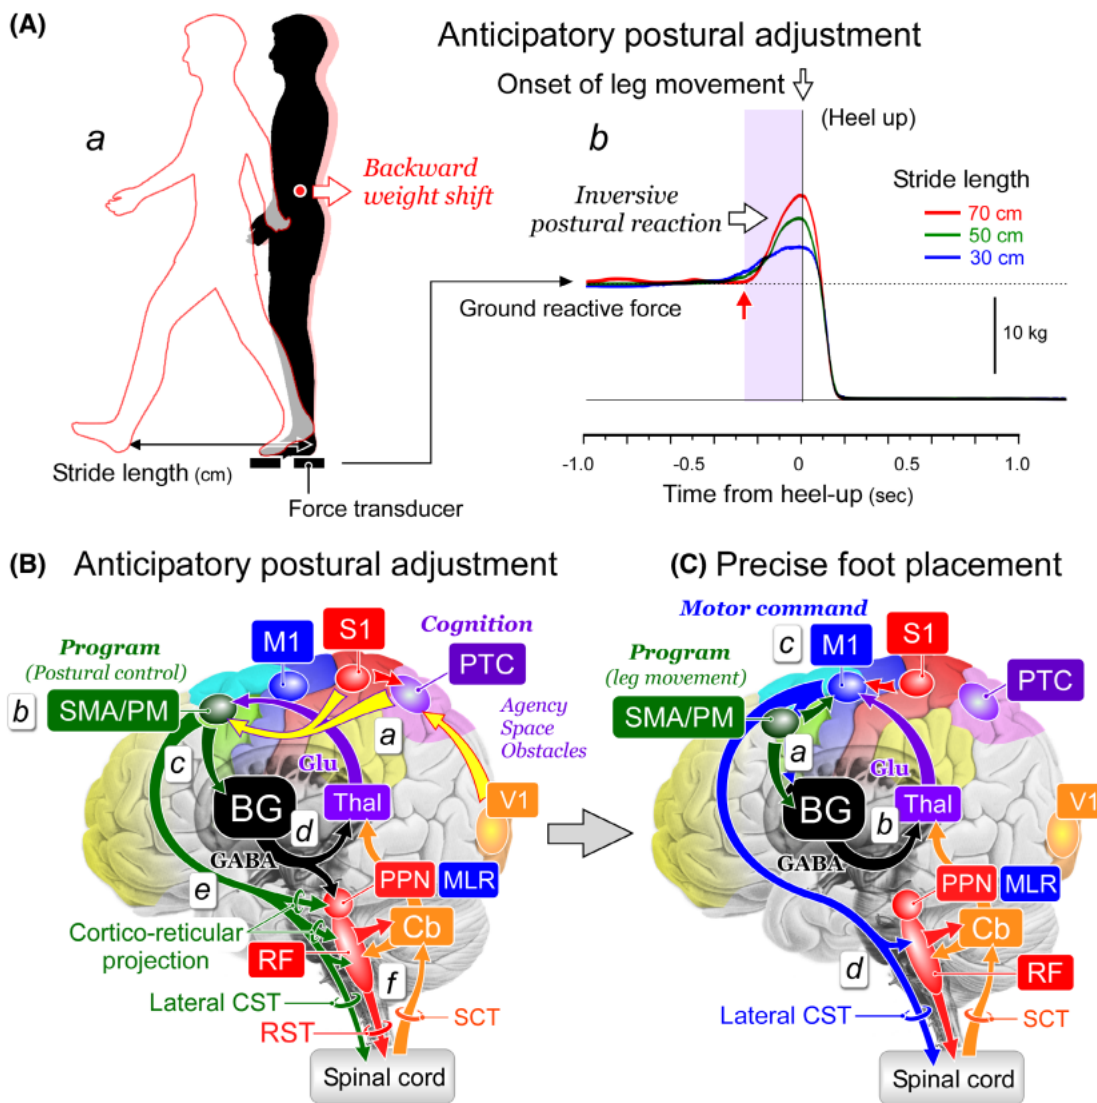 (A)
Anticipatory postural adjustment
Onset of leg movement
(Heel up)
a
b
Backward
weight shift
Inversive
postural reaction
Stride length
70 cm
50 cm
30 cm
Ground reactive force
10 kg
Stride length (cm)
Force transducer
-1.0
-0.5
0
0.5
1.0
Time from heel-up (sec)
(B) Anticipatory postural adjustment
Program
(Postural control)
M1
S1
Cognition
PTC
b
SMA/PM
a
Agency
Space
Obstacles
c
Glu
BG
d
Thal
V1
GABA
e
PPN
MLR
Cortico-reticular
projection
Cb
RF
f
Lateral CST
RST
SCT
Spinal cord
(C) Precise foot placement
Motor command
c
M1
S1
Program
(leg movement)
PTC
SMA/PM
a
Glu
BG
b
Thal
V1
GABA
PPN
MLR
Cb
d
RF
Lateral CST
SCT
Spinal cord